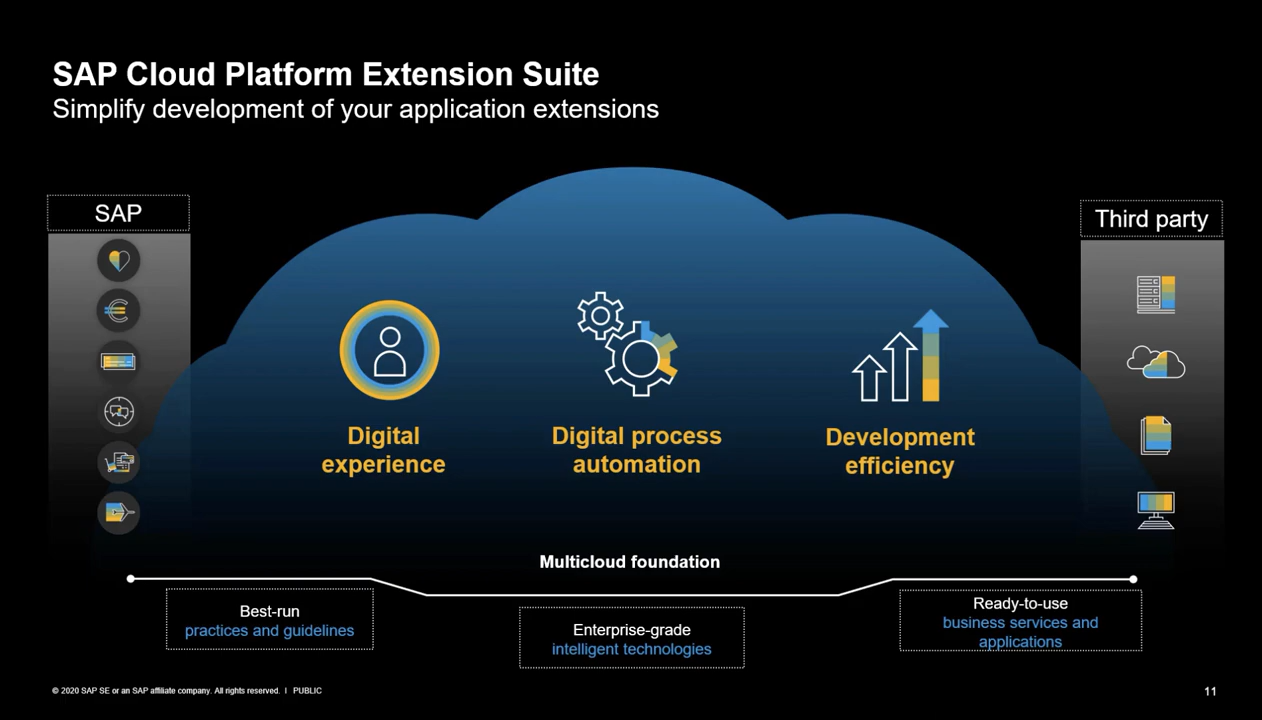 SAP Cloud Platform Extension Suite
Simplify development of your application extensions
SAP
Third party
Digital
experience
Digital process
automation
Development
efficiency
Multicloud foundation
Best-run
practices and guidelines
Enterprise-grade
intelligent technologies
Ready-to-use
business services and
applications
© 2020 SAP SE or an SAP affiliate company. All rights reserved. I PUBLIC
11